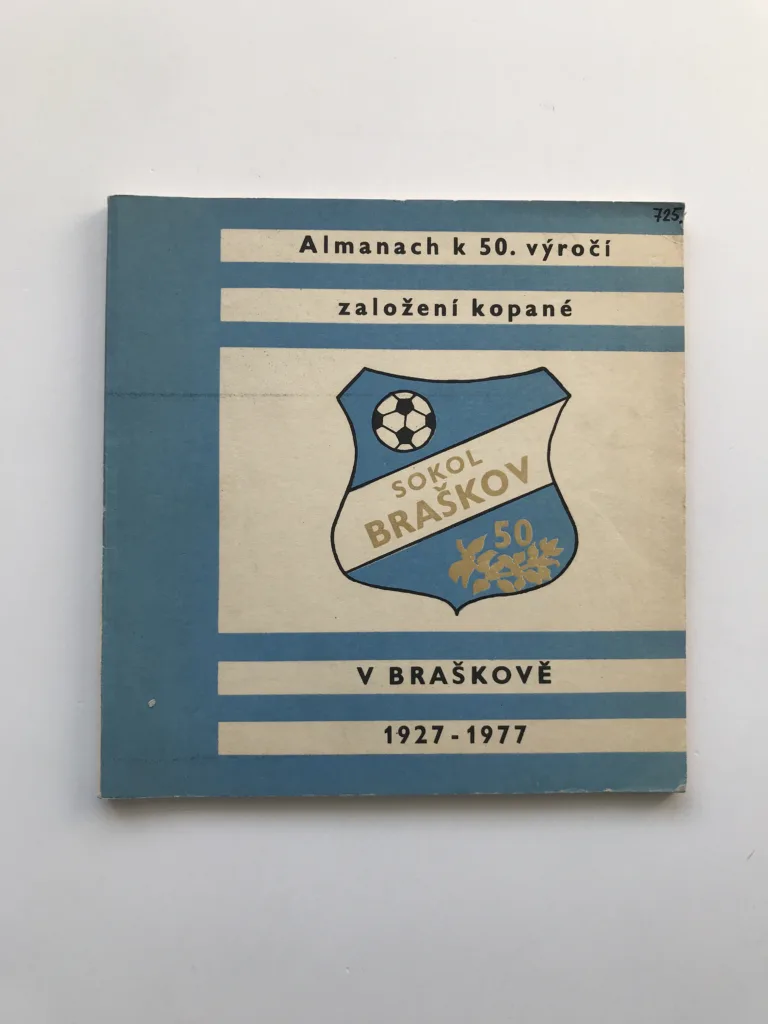 725.
Almanach k 50. výročí
založení kopané
SOKOL
BRAŠKOV
50
V BRAŠKOVĚ
1927-1977